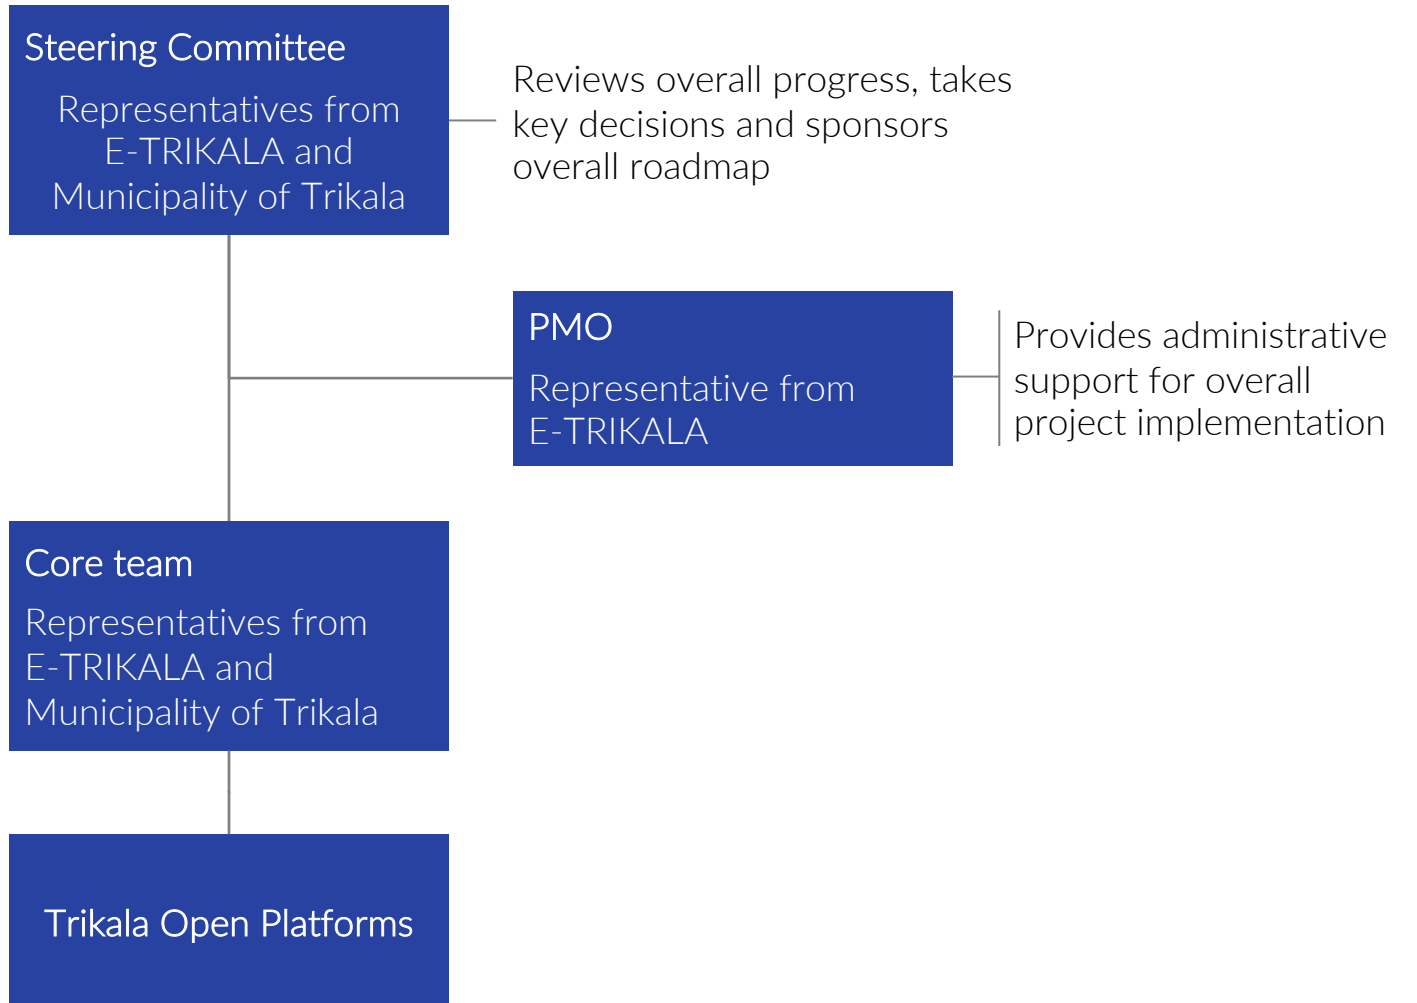 Steering Committee
Representatives from
E-TRIKALA and
Municipality of Trikala
Reviews overall progress, takes
key decisions and sponsors
overall roadmap
PMO
Representative from
E-TRIKALA
Provides administrative
support for overall
project implementation
Core team
Representatives from
E-TRIKALA and
Municipality of Trikala
Trikala Open Platforms